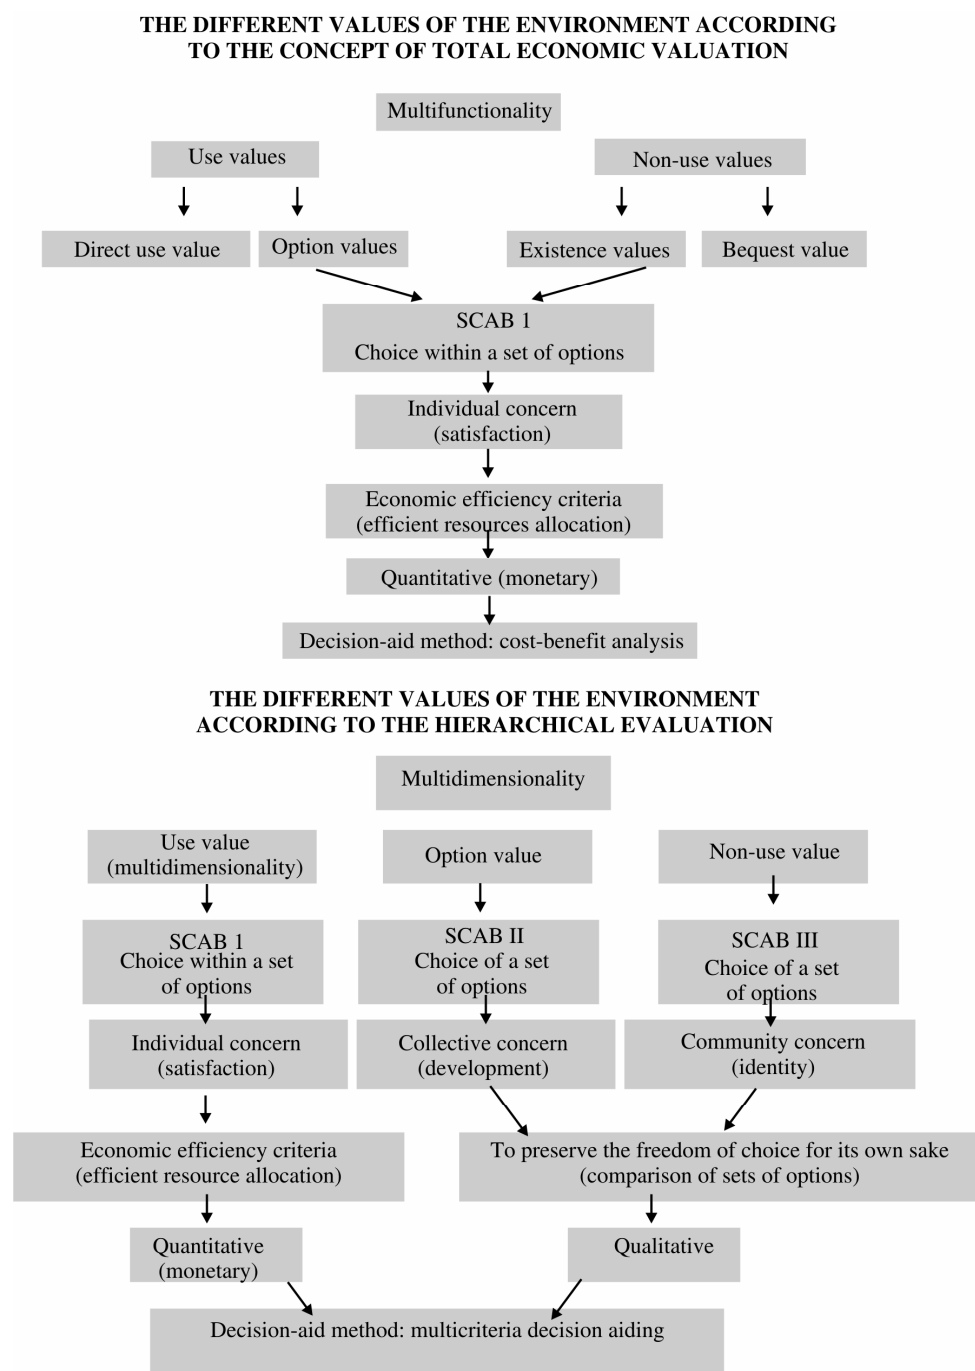 THE DIFFERENT VALUES OF THE ENVIRONMENT ACCORDING
TO THE CONCEPT OF TOTAL ECONOMIC VALUATION
Multifunctionality
Use values
Non-use values
Direct use value
Option values
Existence values
Bequest value
SCAB 1
Choice within a set of options
Individual concern
(satisfaction)
Economic efficiency criteria
(efficient resources allocation)
Quantitative (monetary)
Decision-aid method: cost-benefit analysis
THE DIFFERENT VALUES OF THE ENVIRONMENT
ACCORDING TO THE HIERARCHICAL EVALUATION
Multidimensionality
Use value
(multidimensionality)
Option value
Non-use value
SCAB 1
Choice within a set
of options
SCAB II
Choice of a set
of options
SCAB III
Choice of a set
of options
Individual concern
(satisfaction)
Collective concern
(development)
Community concern
(identity)
Economic efficiency criteria
(efficient resource allocation)
To preserve the freedom of choice for its own sake
(comparison of sets of options)
Quantitative
(monetary)
Qualitative
Decision-aid method: multicriteria decision aiding